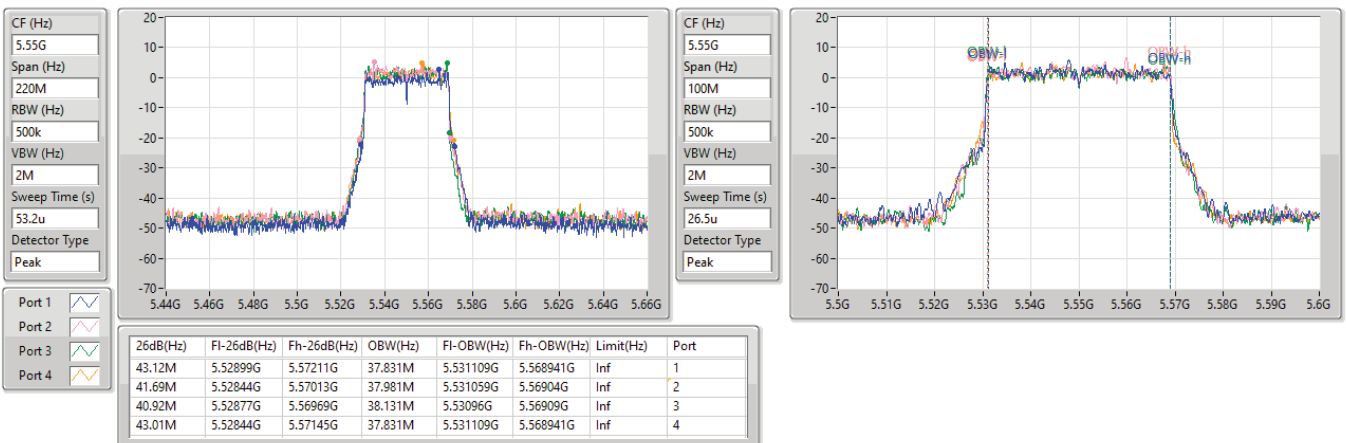 CF (Hz)
5.55G
Span (Hz)
220M
RBW (Hz)
500k
VBW (Hz)
2M
Sweep Time (s)
53.2u
Detector Type
Peak
20
10
0
-10
-20
-30
-40
-50
-60
-70
5.44G 5.46G 5.48G 5.5G 5.52G 5.54G 5.56G 5.58G 5.6G 5.62G 5.64G 5.66G
CF (Hz)
5.55G
Span (Hz)
100M
RBW (Hz)
500k
VBW (Hz)
2M
Sweep Time (s)
26.5u
Detector Type
Peak
20
10
0
-10
-20
-30
-40
-50
-60
-70
OBW-l
OBW-h
OBW-h
5.5G 5.51G 5.52G 5.53G 5.54G 5.55G 5.56G 5.57G 5.58G 5.59G 5.6G
Port 1
Port 2
Port 3
Port 4
26dB(Hz) Fl-26dB(Hz) Fh-26dB(Hz) OBW(Hz) Fl-OBW(Hz) Fh-OBW(Hz) Limit(Hz) Port
43.12M 5.52899G 5.57211G 37.831M 5.531109G 5.568941G Inf 1
41.69M 5.52844G 5.57013G 37.981M 5.531059G 5.56904G Inf 2
40.92M 5.52877G 5.56969G 38.131M 5.53096G 5.56909G Inf 3
43.01M 5.52844G 5.57145G 37.831M 5.531109G 5.568941G Inf 4